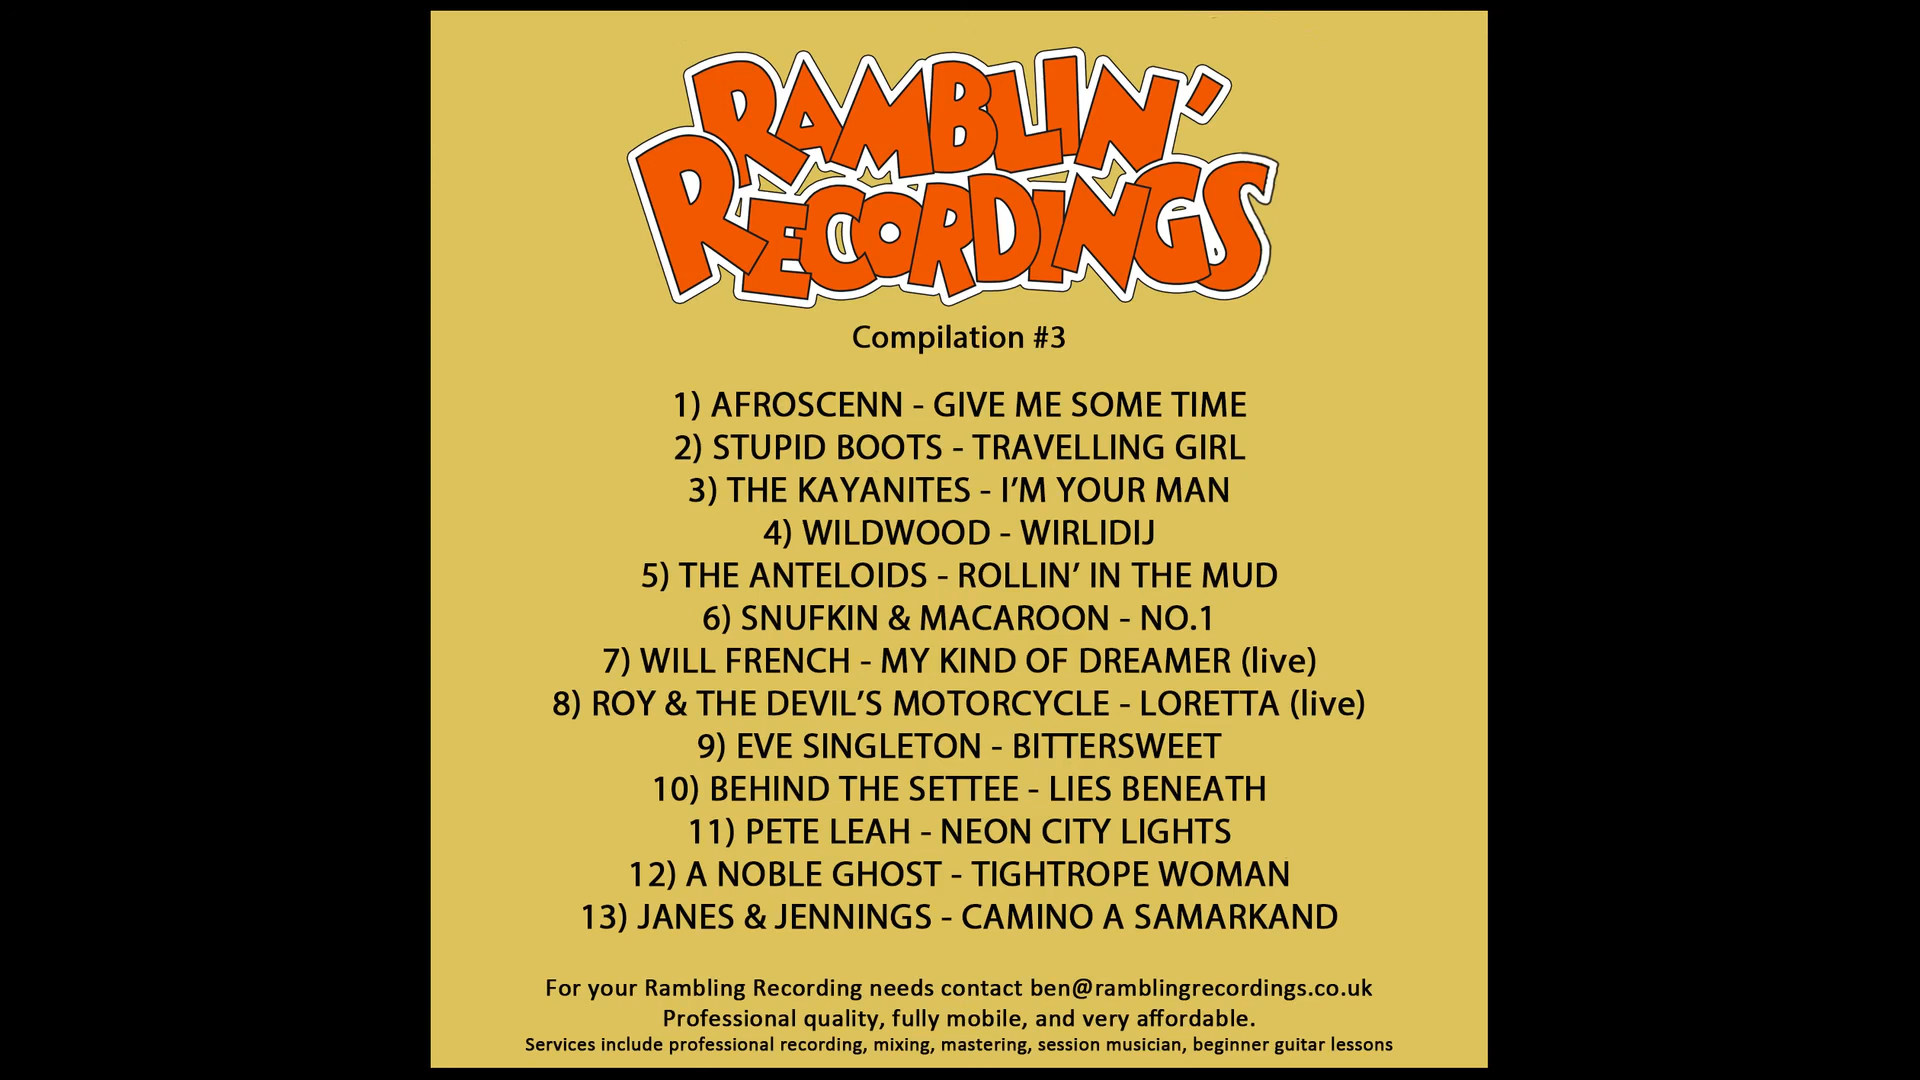 RAMBLIN'
RECORDINGS
Compilation #3
1) AFROSCENN - GIVE ME SOME TIME
2) STUPID BOOTS - TRAVELLING GIRL
3) THE KAYANITES - I’M YOUR MAN
4) WILDWOOD - WIRLIDIJ
5) THE ANTELOIDS - ROLLIN’ IN THE MUD
6) SNUFKIN & MACAROON - NO.1
7) WILL FRENCH - MY KIND OF DREAMER (live)
8) ROY & THE DEVIL’S MOTORCYCLE - LORETTA (live)
9) EVE SINGLETON - BITTERSWEET
10) BEHIND THE SETTEE - LIES BENEATH
11) PETE LEAH - NEON CITY LIGHTS
12) A NOBLE GHOST - TIGHTROPE WOMAN
13) JANES & JENNINGS - CAMINO A SAMARKAND
For your Rambling Recording needs contact ben@ramblingrecordings.co.uk
Professional quality, fully mobile, and very affordable.
Services include professional recording, mixing, mastering, session musician, beginner guitar lessons